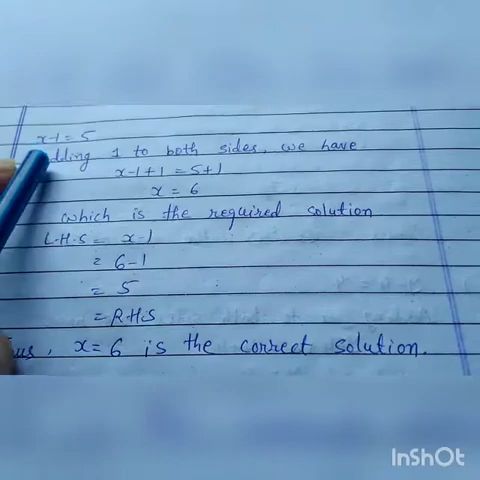 x-1=5
dding 1 to both sides, we have
x-1+1 = 5+1
x = 6
which is the required solution
L.H.S = x-1
= 6-1
= 5
= R.H.S
us, x=6 is the correct solution.
InShOt